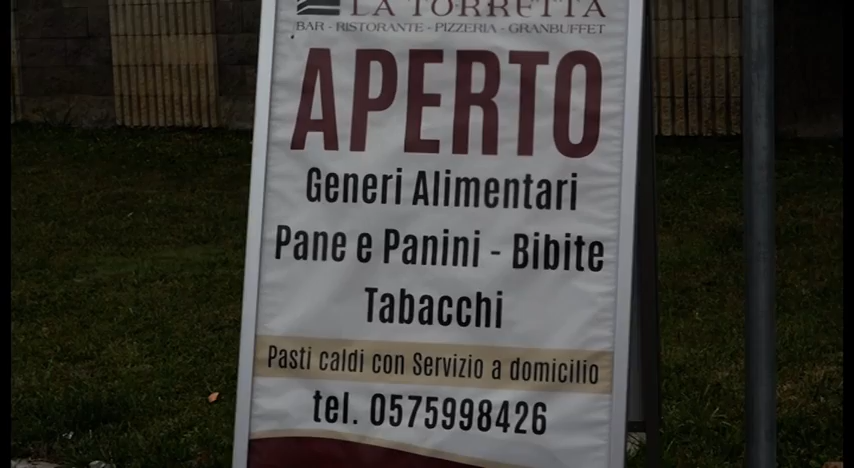 LA TORRETTA
BAR - RISTORANTE - PIZZERIA - GRANBUFFET
APERTO
Generi Alimentari
Pane e Panini - Bibite
Tabacchi
Pasti caldi con Servizio a domicilio
tel. 0575998426